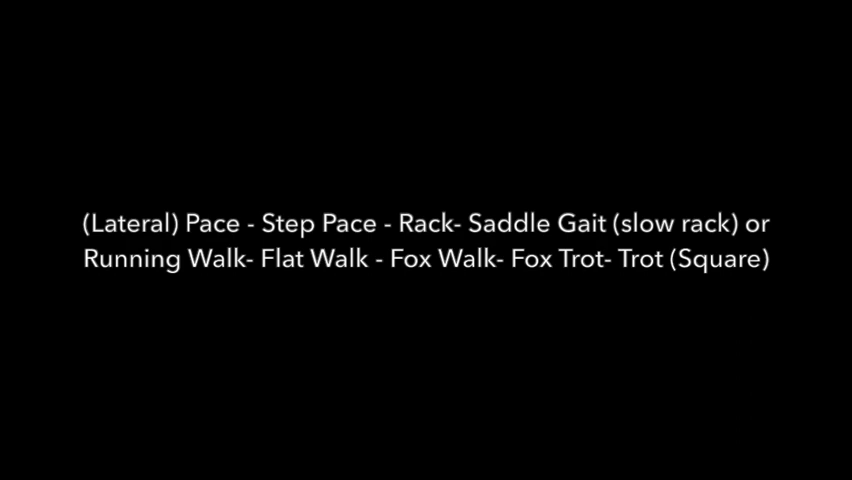 (Lateral) Pace - Step Pace - Rack- Saddle Gait (slow rack) or
Running Walk- Flat Walk - Fox Walk- Fox Trot- Trot (Square)